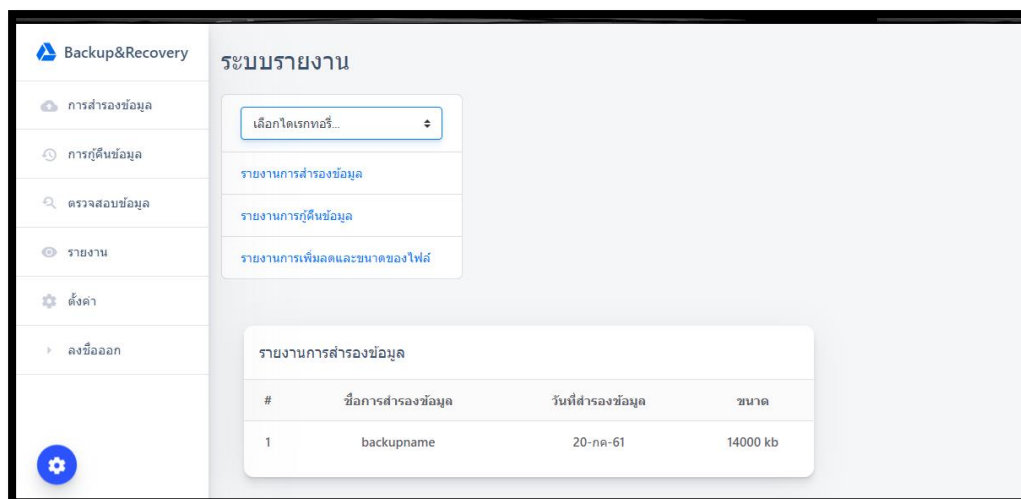 Backup&Recovery
การสำรองข้อมูล
การกู้คืนข้อมูล
ตรวจสอบข้อมูล
รายงาน
ตั้งค่า
ลงชื่อออก
ระบบรายงาน
เลือกไดเรกทอรี่...
รายงานการสำรองข้อมูล
รายงานการกู้คืนข้อมูล
รายงานการเพิ่มลดและขนาดของไฟล์
รายงานการสำรองข้อมูล
# ชื่อการสำรองข้อมูล วันที่สำรองข้อมูล ขนาด
1 backupname 20-กค-61 14000 kb